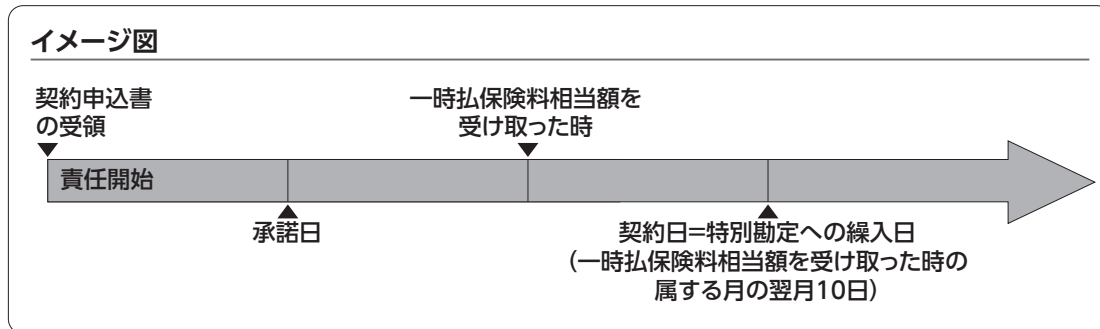 イメージ図
契約申込書
の受領
一時払保険料相当額を
受け取った時
責任開始
承諾日
契約日=特別勘定への繰入日
(一時払保険料相当額を受け取った時の
属する月の翌月10日)